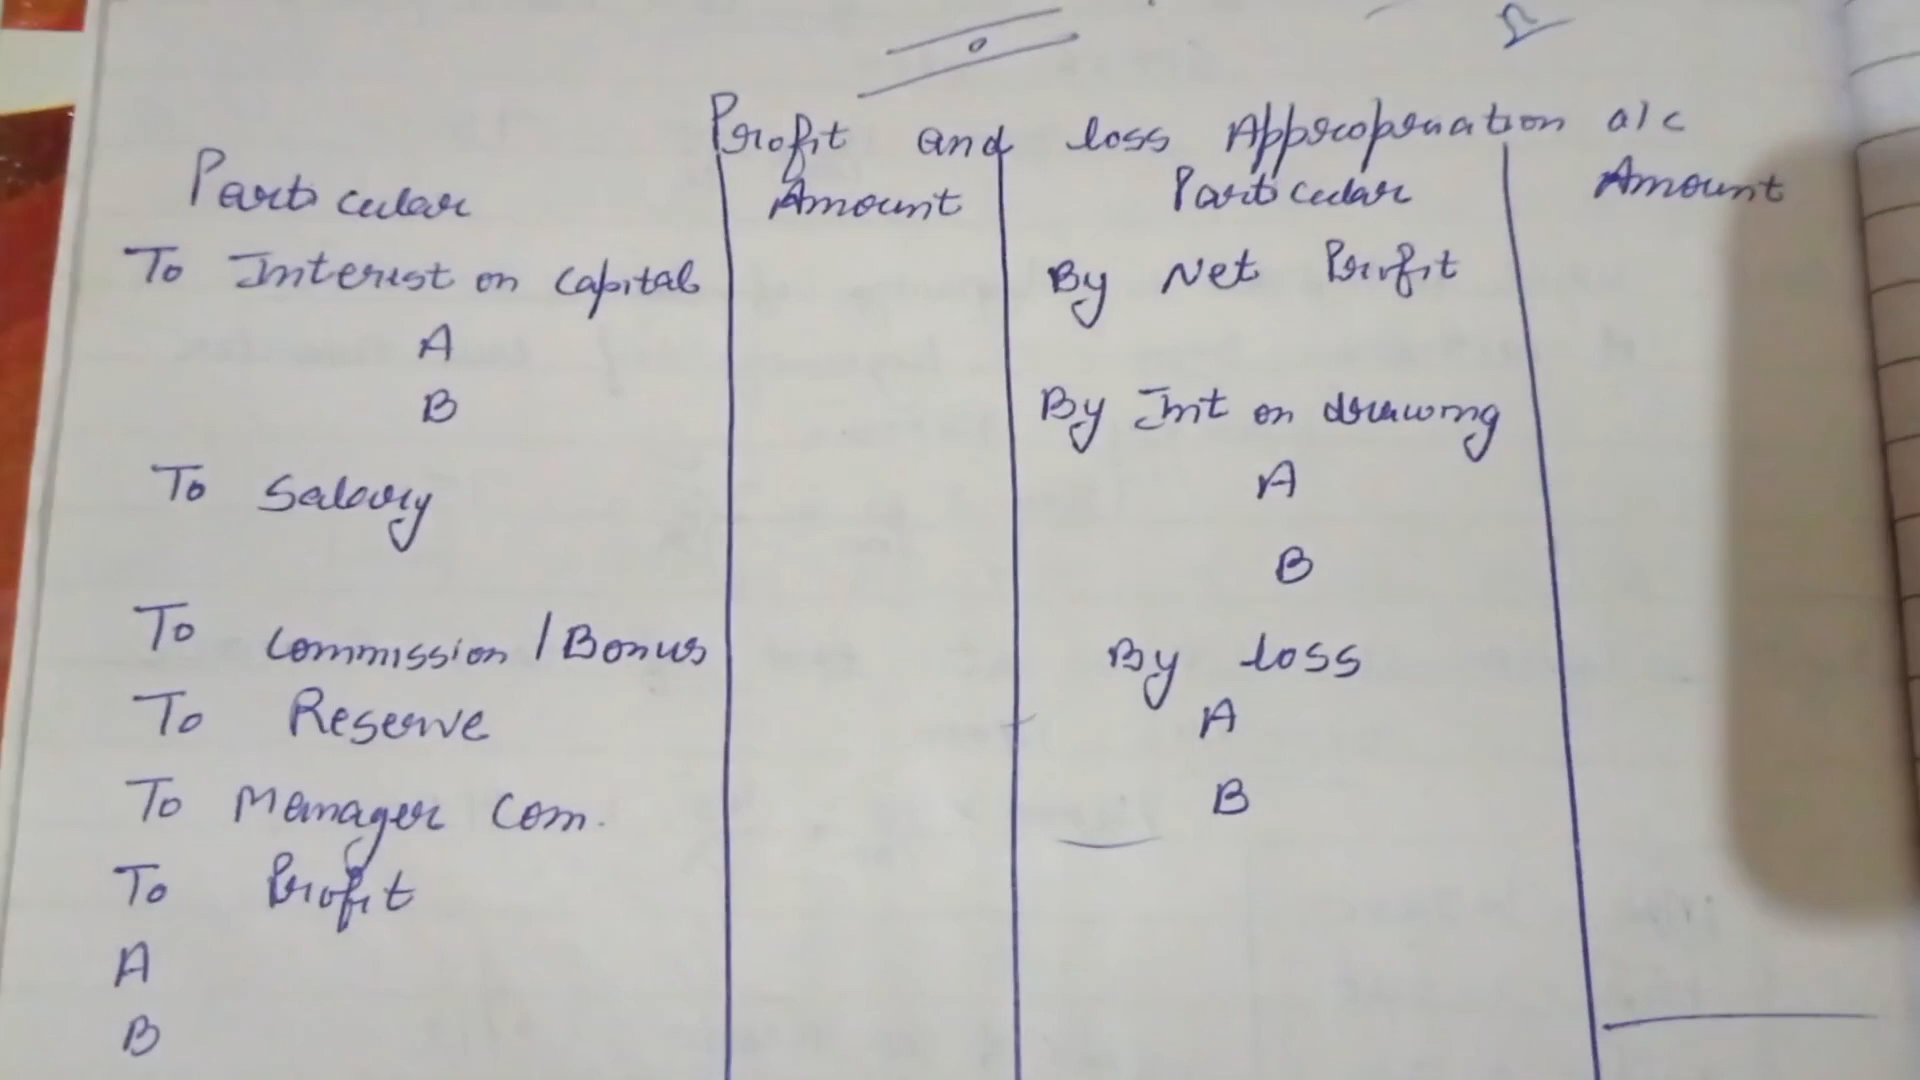 Profit and loss Appropriation a/c
Particular Amount Particular Amount
To Interest on Capital By Net Profit
A
B By Int on drawing
To Salary A
B
To Commission / Bonus By loss
To Reserve A
To Manager Com. B
To Profit
A
B